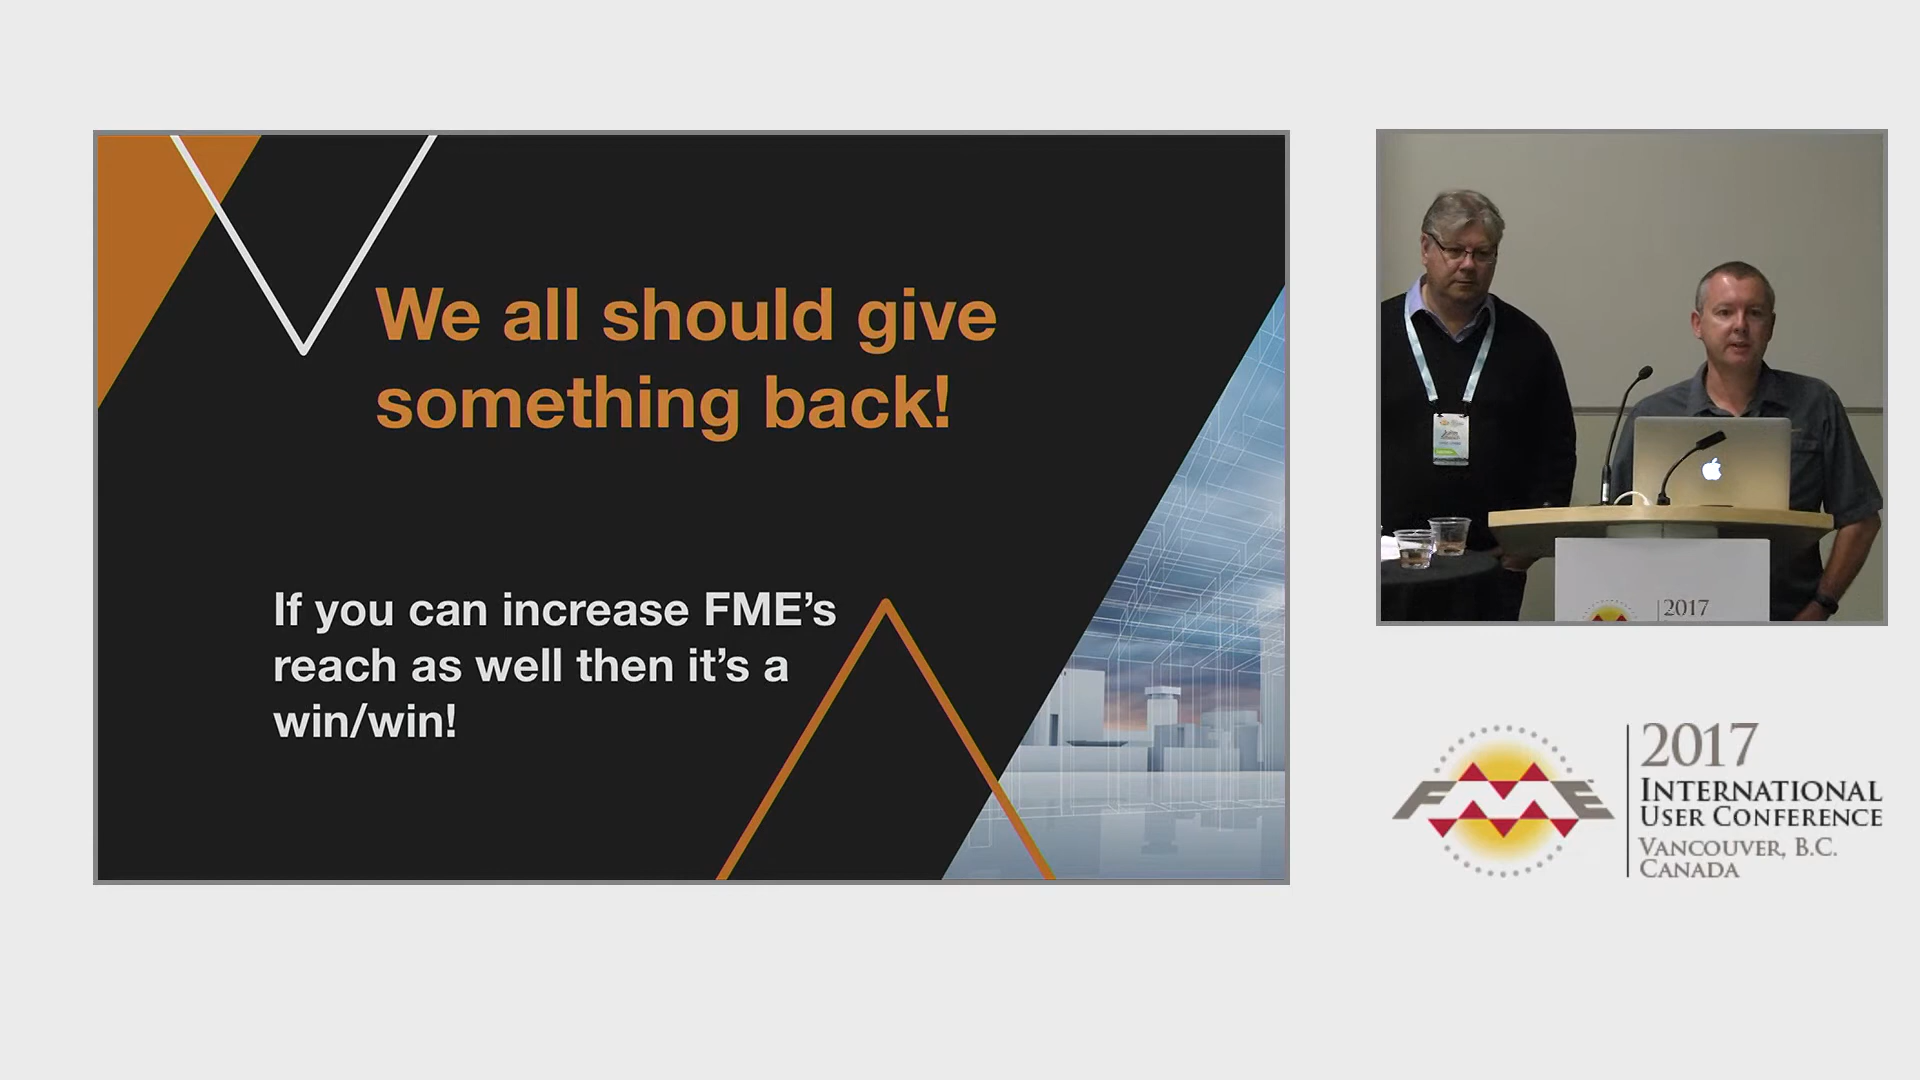 We all should give
something back!
If you can increase FME's
reach as well then it's a
win/win!
2017
FME
2017
INTERNATIONAL
USER CONFERENCE
VANCOUVER, B.C.
CANADA